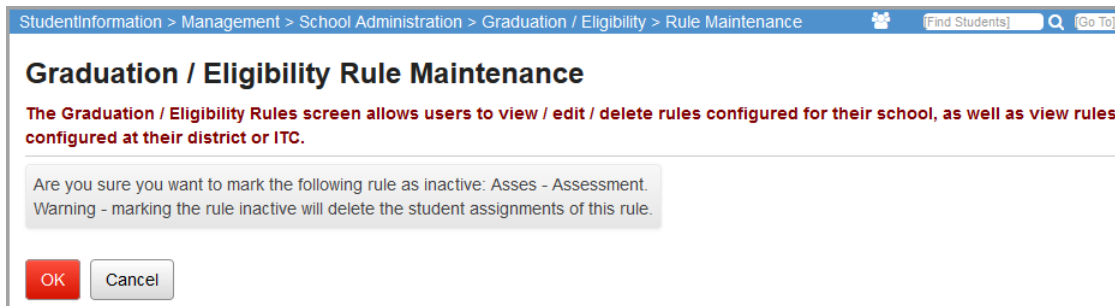 StudentInformation > Management > School Administration > Graduation / Eligibility > Rule Maintenance [Find Students] [Go To]
Graduation / Eligibility Rule Maintenance
The Graduation / Eligibility Rules screen allows users to view / edit / delete rules configured for their school, as well as view rules
configured at their district or ITC.
Are you sure you want to mark the following rule as inactive: Asses - Assessment.
Warning - marking the rule inactive will delete the student assignments of this rule.
OK Cancel